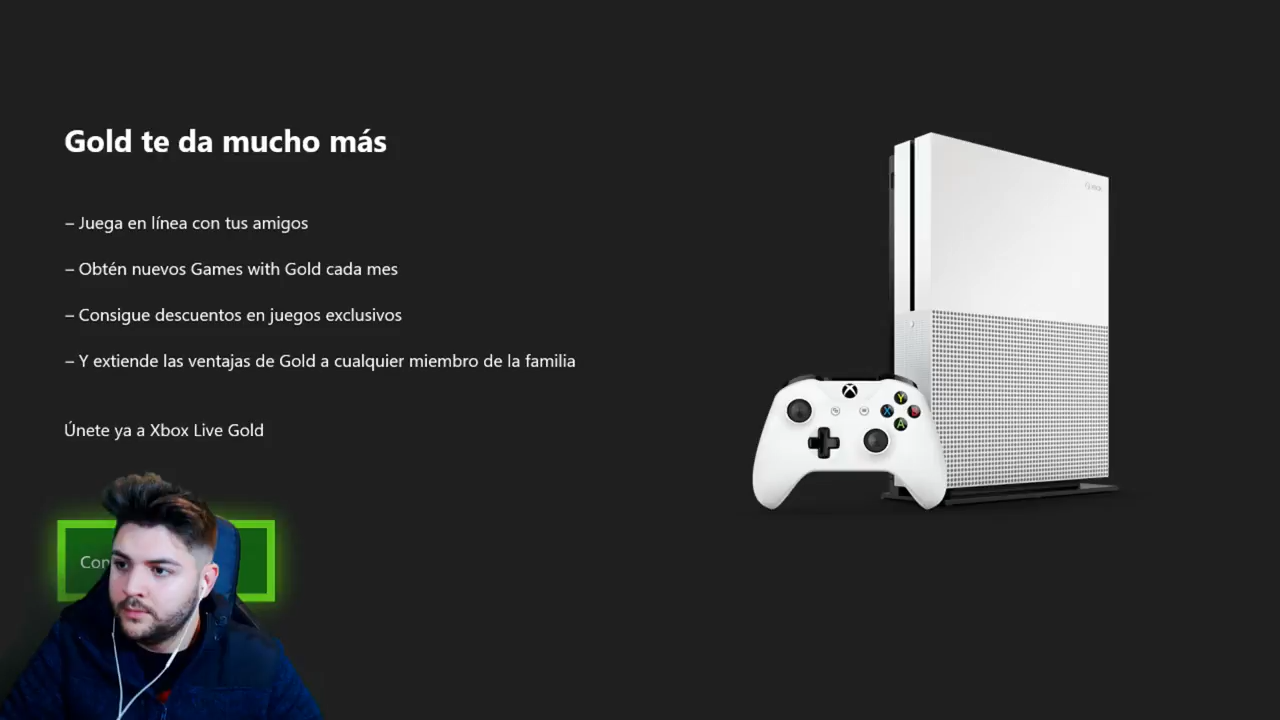 Gold te da mucho más
– Juega en línea con tus amigos
– Obtén nuevos Games with Gold cada mes
– Consigue descuentos en juegos exclusivos
– Y extiende las ventajas de Gold a cualquier miembro de la familia
Únete ya a Xbox Live Gold
Y
X
A